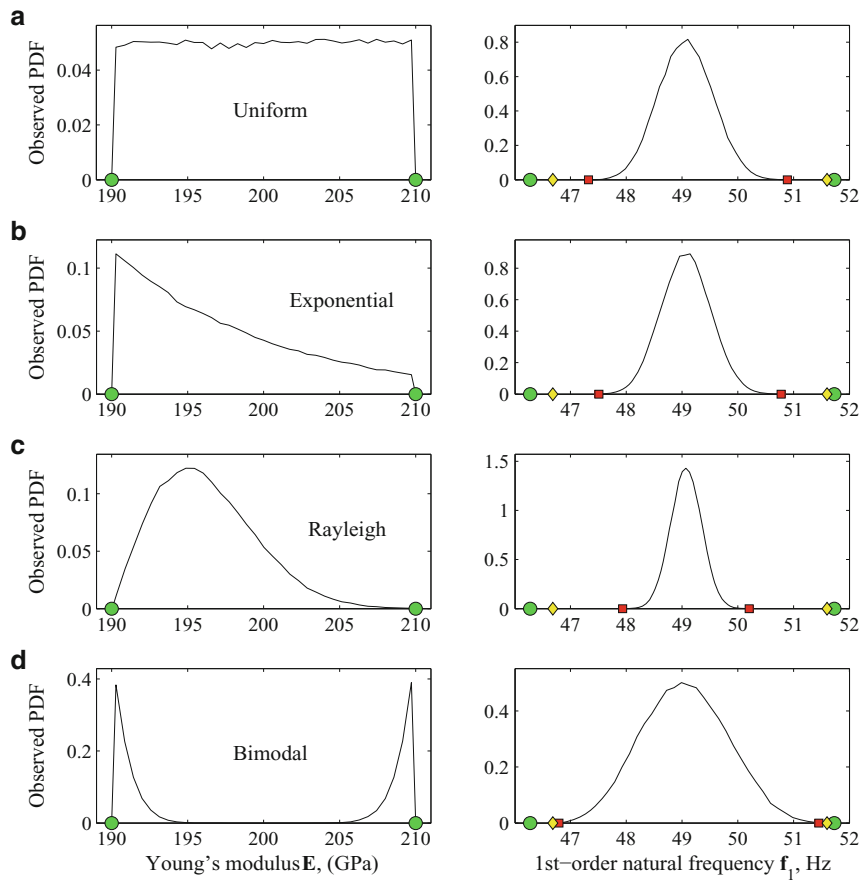 a
Observed PDF
0.04
0.02
0
Uniform
190 195 200 205 210
0.8
0.6
0.4
0.2
0
47 48 49 50 51 52
b
Observed PDF
0.1
0.05
0
Exponential
190 195 200 205 210
0.8
0.6
0.4
0.2
0
47 48 49 50 51 52
c
Observed PDF
0.1
0.05
0
Rayleigh
190 195 200 205 210
1.5
1
0.5
0
47 48 49 50 51 52
d
Observed PDF
0.4
0.2
0
Bimodal
190 195 200 205 210
Young's modulus E, (GPa)
0.4
0.2
0
47 48 49 50 51 52
1st−order natural frequency f1, Hz